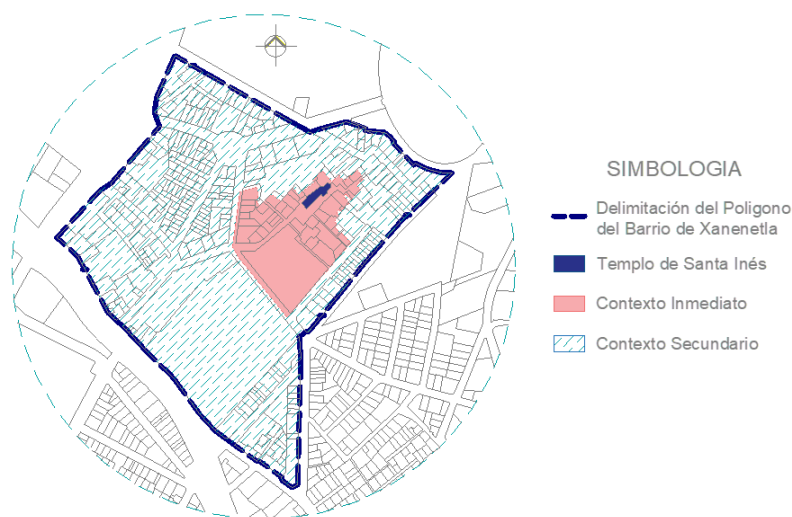 SIMBOLOGIA
Delimitación del Poligono
del Barrio de Xanenetla
Templo de Santa Inés
Contexto Inmediato
Contexto Secundario